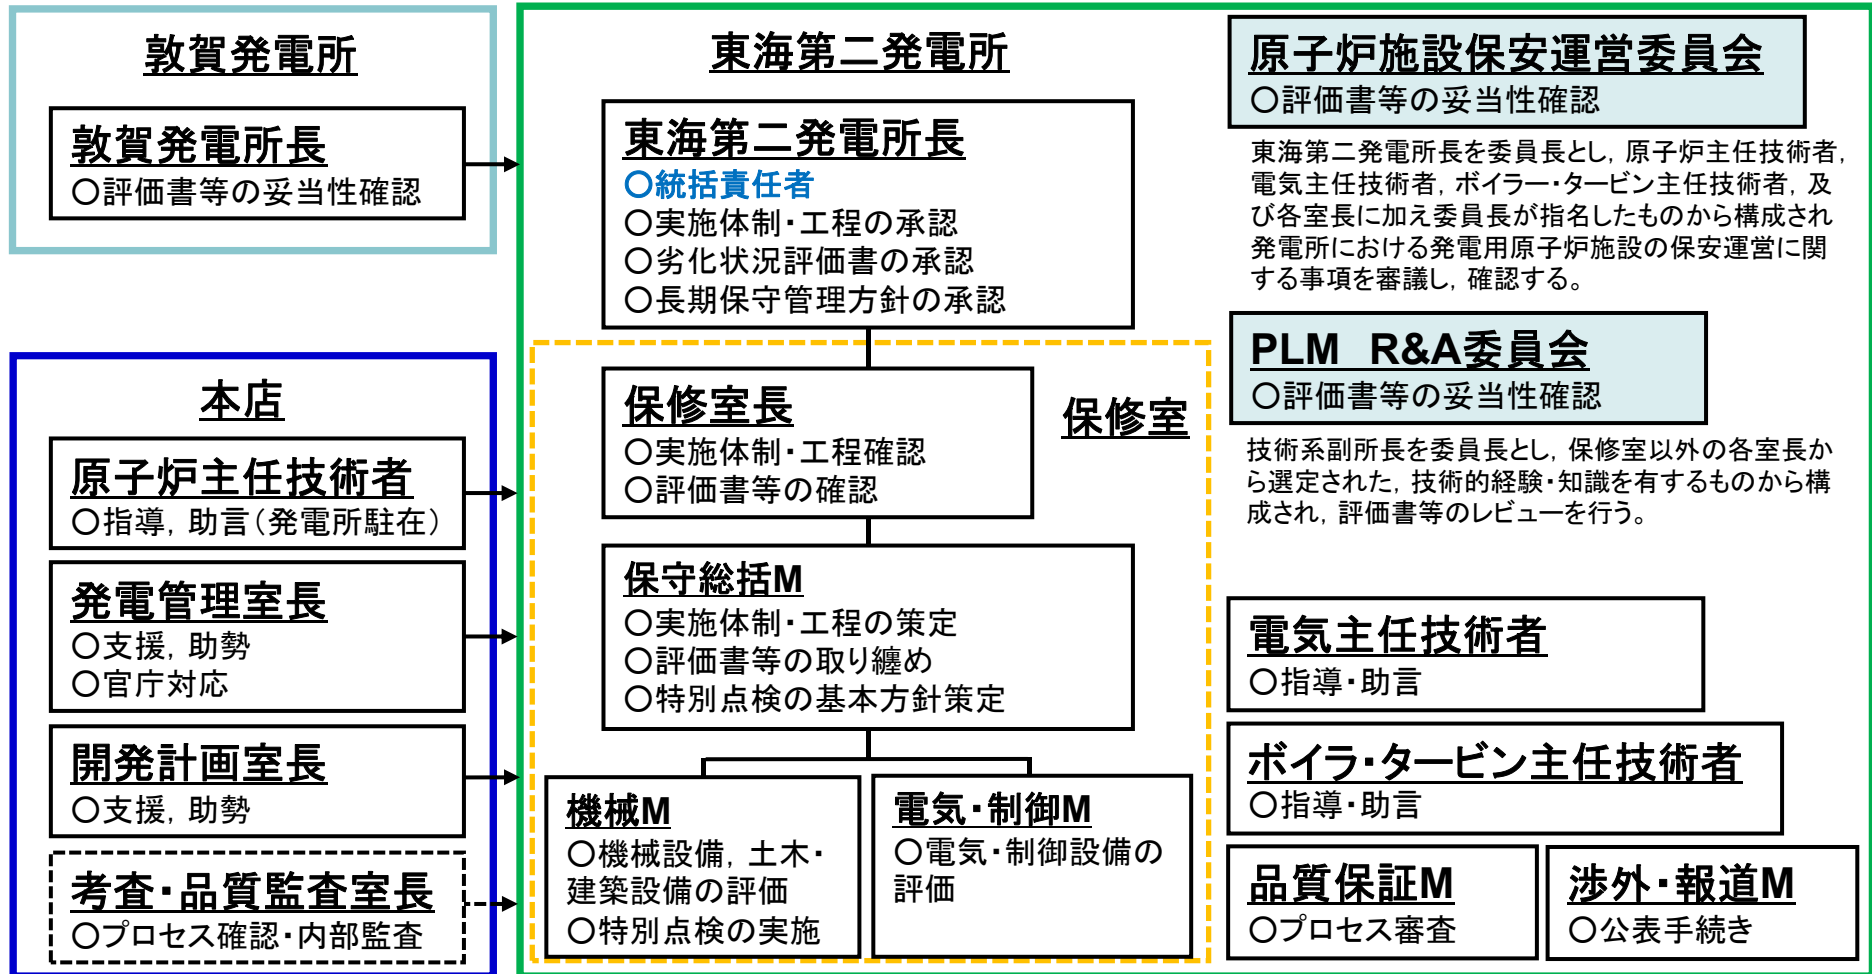 敦賀発電所
敦賀発電所長
○評価書等の妥当性確認
本店
原子炉主任技術者
○指導，助言（発電所駐在）
発電管理室長
○支援，助勢
○官庁対応
開発計画室長
○支援，助勢
考査・品質監査室長
○プロセス確認・内部監査
東海第二発電所
東海第二発電所長
○統括責任者
○実施体制・工程の承認
○劣化状況評価書の承認
○長期保守管理方針の承認
保修室
保修室長
○実施体制・工程確認
○評価書等の確認
保守総括M
○実施体制・工程の策定
○評価書等の取り纏め
○特別点検の基本方針策定
機械M
○機械設備，土木・
建築設備の評価
○特別点検の実施
電気・制御M
○電気・制御設備の
評価
原子炉施設保安運営委員会
○評価書等の妥当性確認
東海第二発電所長を委員長とし，原子炉主任技術者，
電気主任技術者，ボイラー・タービン主任技術者，及
び各室長に加え委員長が指名したものから構成され
発電所における発電用原子炉施設の保安運営に関
する事項を審議し，確認する。
PLM　R&A委員会
○評価書等の妥当性確認
技術系副所長を委員長とし，保修室以外の各室長か
ら選定された，技術的経験・知識を有するものから構
成され，評価書等のレビューを行う。
電気主任技術者
○指導・助言
ボイラ・タービン主任技術者
○指導・助言
品質保証M
○プロセス審査
渉外・報道M
○公表手続き